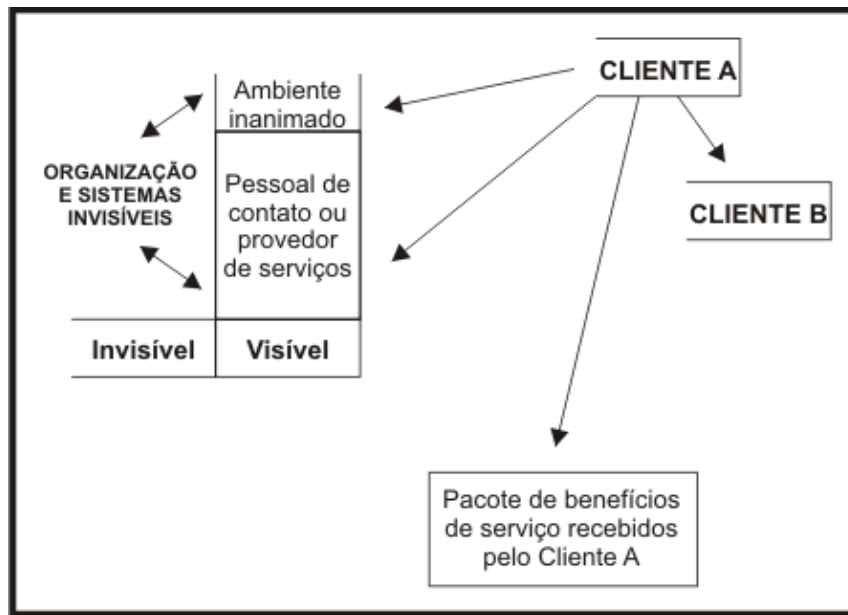 Ambiente
inanimado
CLIENTE A
ORGANIZAÇÃO
E SISTEMAS
INVISÍVEIS
Pessoal de
contato ou
provedor
de serviços
CLIENTE B
Invisível
Visível
Pacote de benefícios
de serviço recebidos
pelo Cliente A